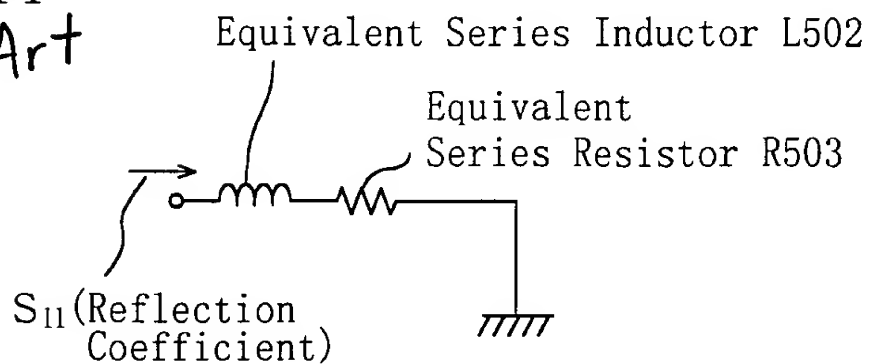 Art
Equivalent Series Inductor L502
Equivalent
Series Resistor R503
S11(Reflection
Coefficient)